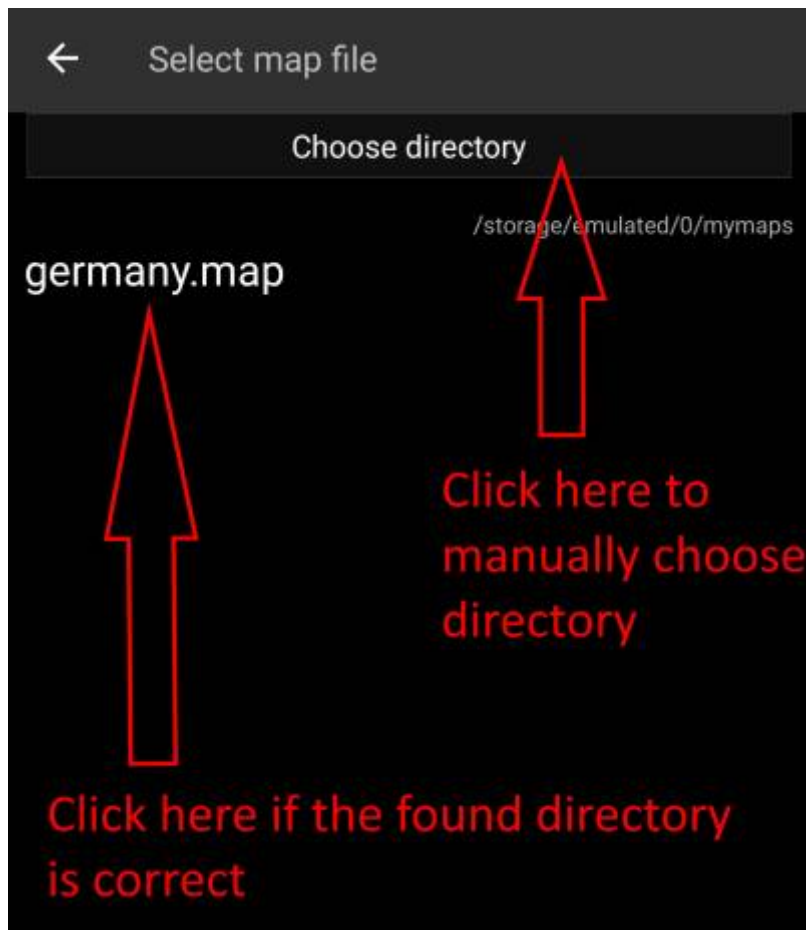 Select map file
Choose directory
/storage/emulated/0/mymaps
germany.map
Click here to
manually choose
directory
Click here if the found directory
is correct